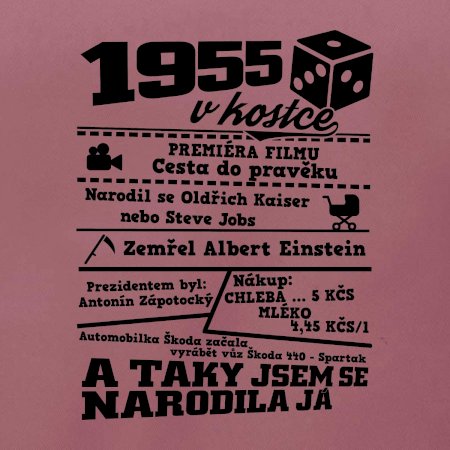 1955
v kostce
PREMIÉRA FILMU
Cesta do pravěku
Narodil se Oldřich Kaiser
nebo Steve Jobs
Zemřel Albert Einstein
Prezidentem byl:
Antonín Zápotocký
Nákup:
CHLEBA ... 5 KČS
MLÉKO
4,45 KČS/l
Automobilka Škoda začala
vyrábět vůz Škoda 440 - Spartak
A TAKY JSEM SE
NARODILA JÁ